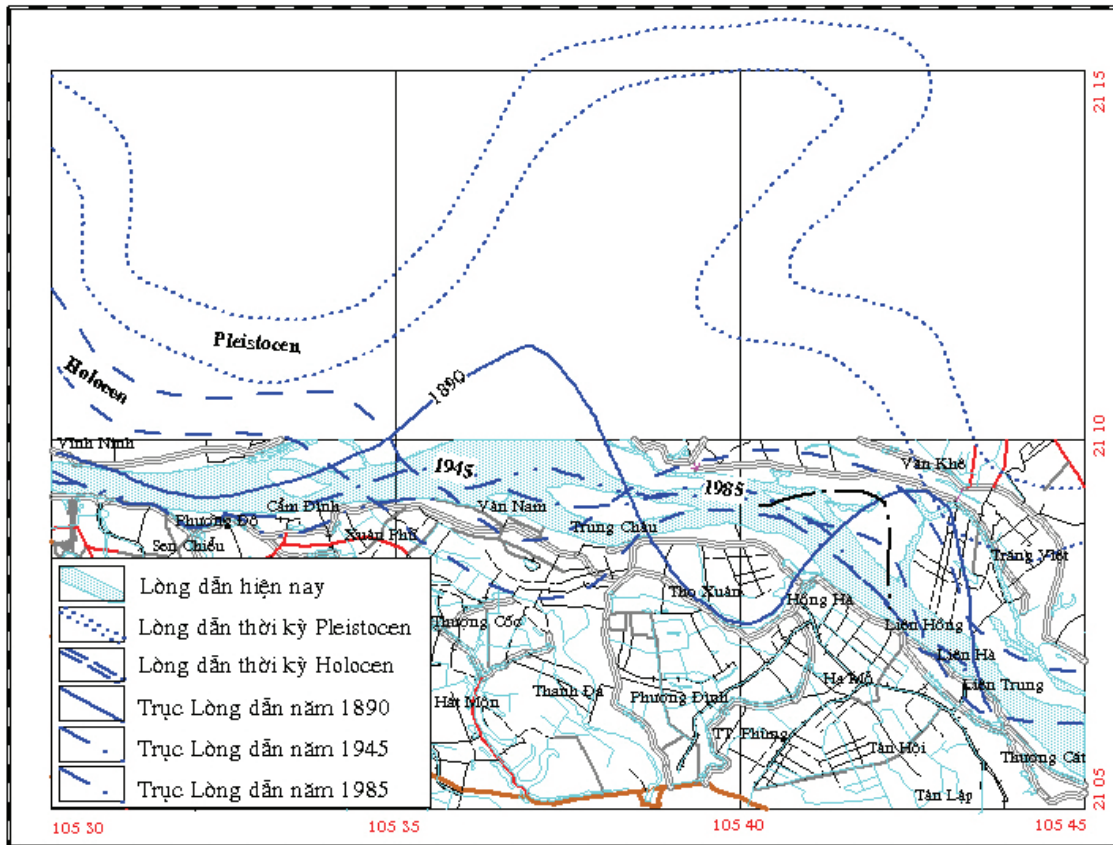 21 15
Pleistocen
Holocen
1890
21 10
Vĩnh Ninh
Vân Khê
1945
1985
Cẩm Đình
Vân Nam
Phương Độ
Trung Châu
Xuân Phú
Sen Chiểu
Tráng Việt
Thọ Xuân
Hồng Hà
Thượng Cốc
Liên Hồng
Liên Hà
Hạ Mỗ
Liên Trung
Thanh Đa
Phương Đình
Hát Môn
TT. Phùng
Tân Hội
Thượng Cát
Tân Lập
21 05
Lòng dẫn hiện nay
Lòng dẫn thời kỳ Pleistocen
Lòng dẫn thời kỳ Holocen
Trục Lòng dẫn năm 1890
Trục Lòng dẫn năm 1945
Trục Lòng dẫn năm 1985
105 30
105 35
105 40
105 45